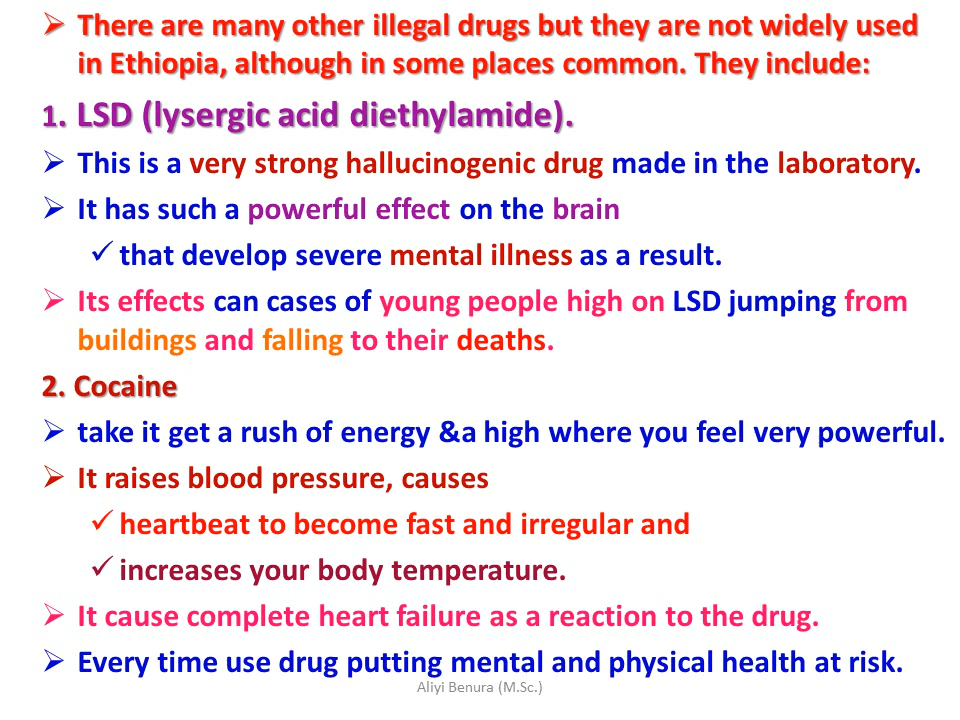 ➢ There are many other illegal drugs but they are not widely used
in Ethiopia, although in some places common. They include:
1. LSD (lysergic acid diethylamide).
➢ This is a very strong hallucinogenic drug made in the laboratory.
➢ It has such a powerful effect on the brain
✓ that develop severe mental illness as a result.
➢ Its effects can cases of young people high on LSD jumping from
buildings and falling to their deaths.
2. Cocaine
➢ take it get a rush of energy &a high where you feel very powerful.
➢ It raises blood pressure, causes
✓ heartbeat to become fast and irregular and
✓ increases your body temperature.
➢ It cause complete heart failure as a reaction to the drug.
➢ Every time use drug putting mental and physical health at risk.
Aliyi Benura (M.Sc.)